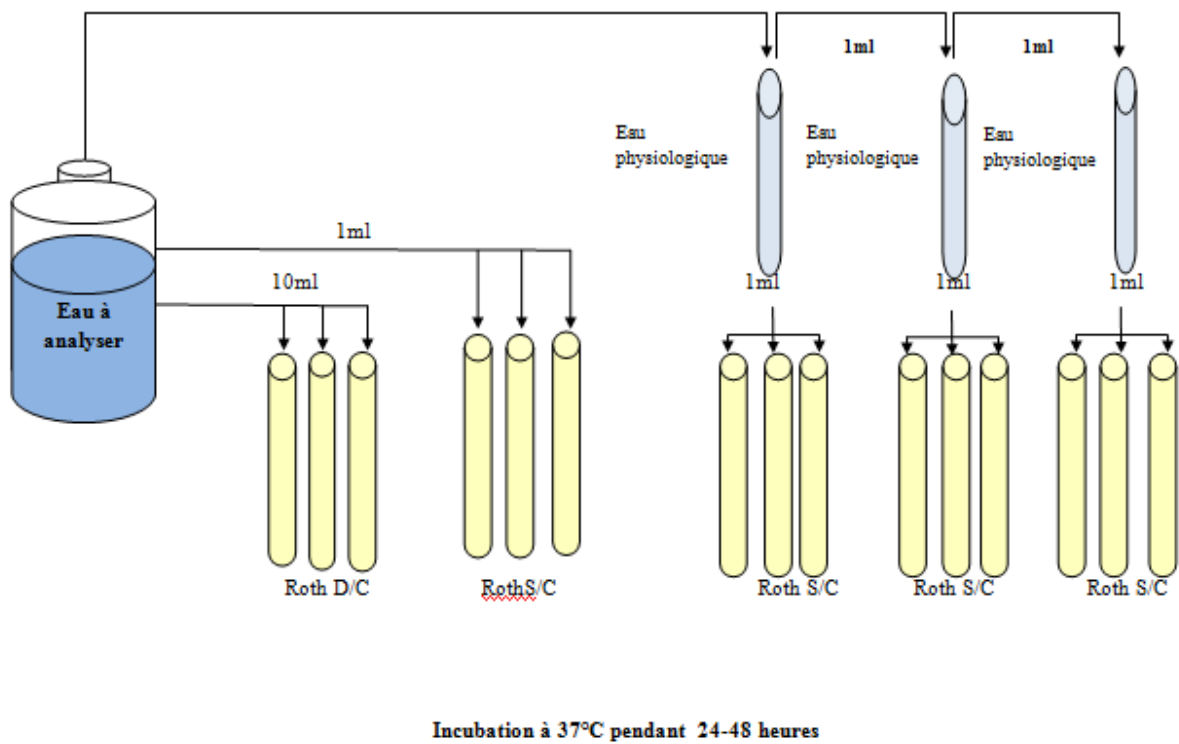 1ml
1ml
Eau
physiologique
Eau
physiologique
Eau
physiologique
1ml
10ml
Eau à
analyser
1ml
1ml
1ml
Roth D/C
RothS/C
Roth S/C
Roth S/C
Roth S/C
Incubation à 37°C pendant 24-48 heures